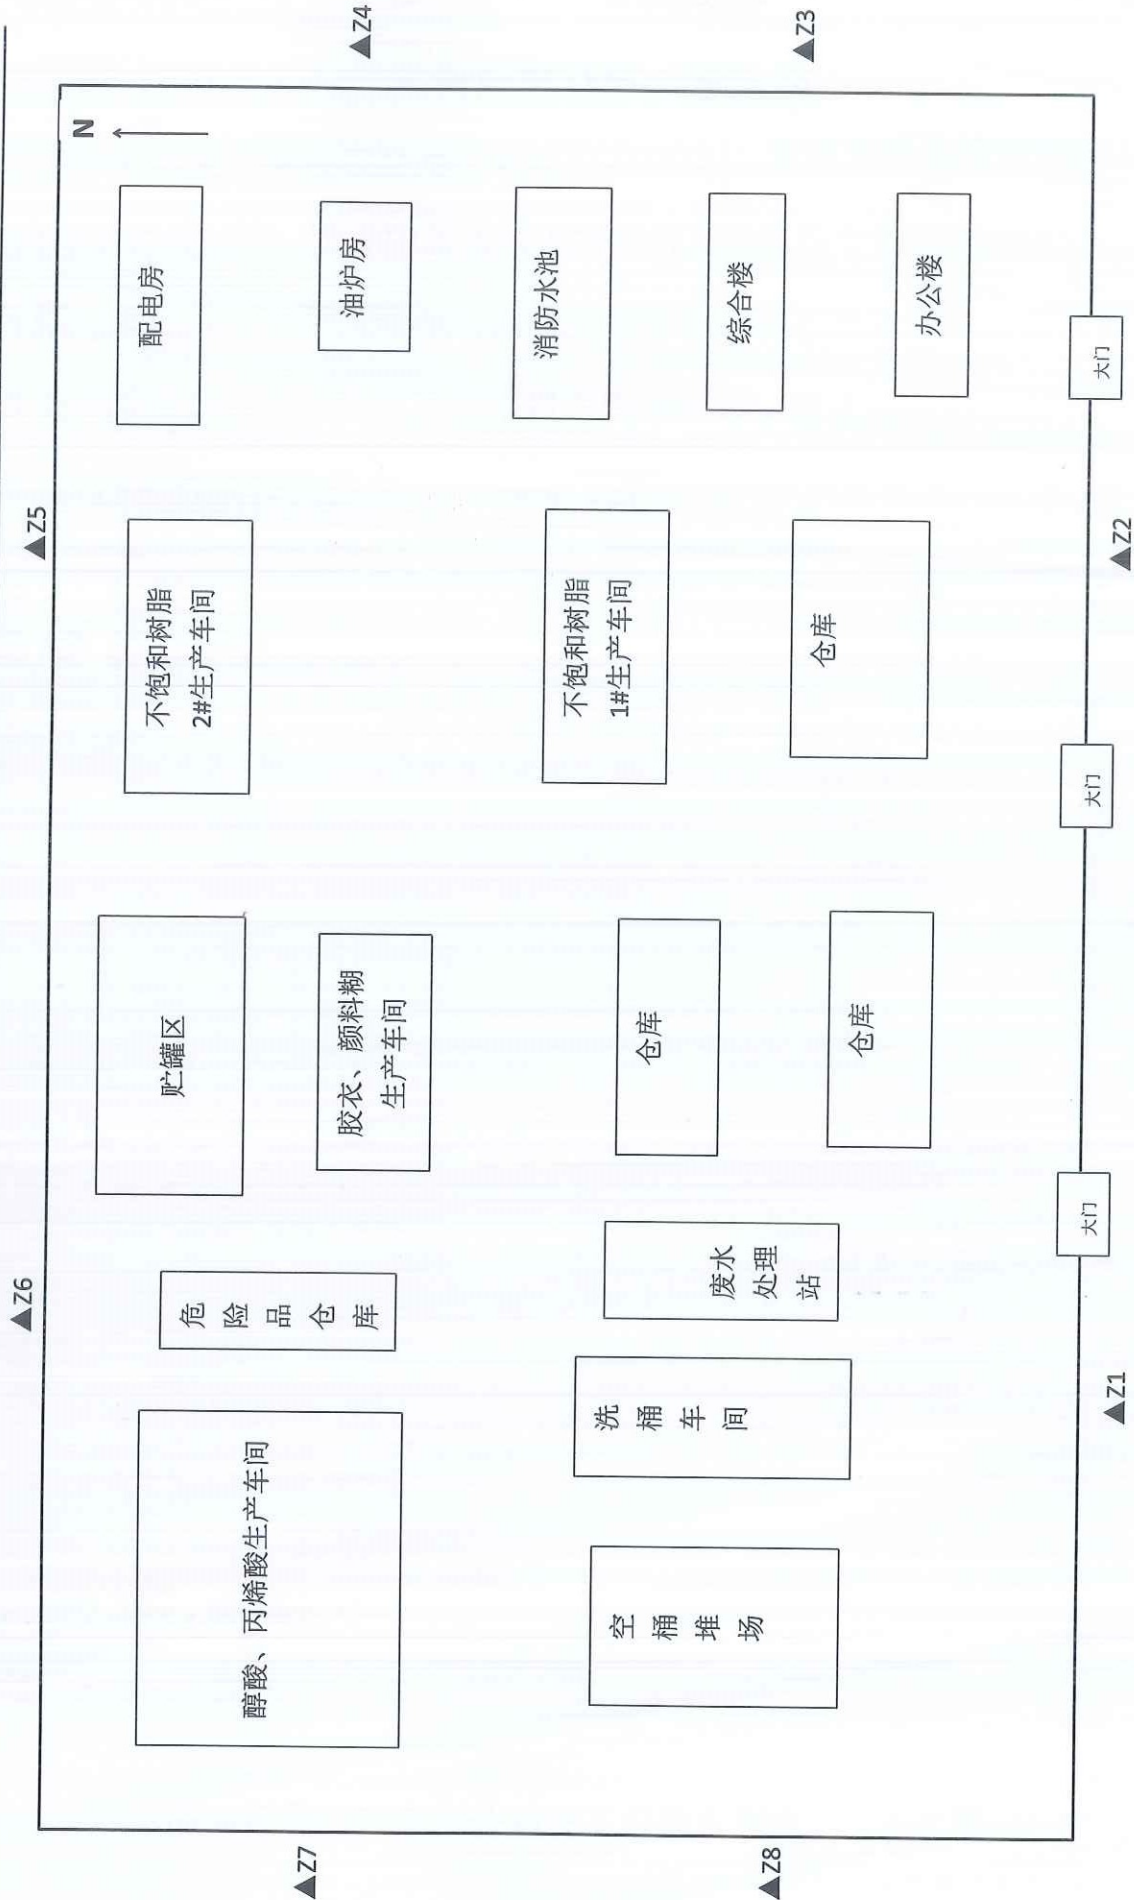 ▲Z6
▲Z5
N
醇酸、丙烯酸生产车间
危险品仓库
贮罐区
不饱和树脂
2#生产车间
配电房
▲Z7
胶衣、颜料糊
生产车间
油炉房
▲Z4
空桶堆场
洗桶车间
废水
处理
站
仓库
不饱和树脂
1#生产车间
消防水池
仓库
仓库
综合楼
办公楼
▲Z8
▲Z3
大门
大门
大门
▲Z1
▲Z2